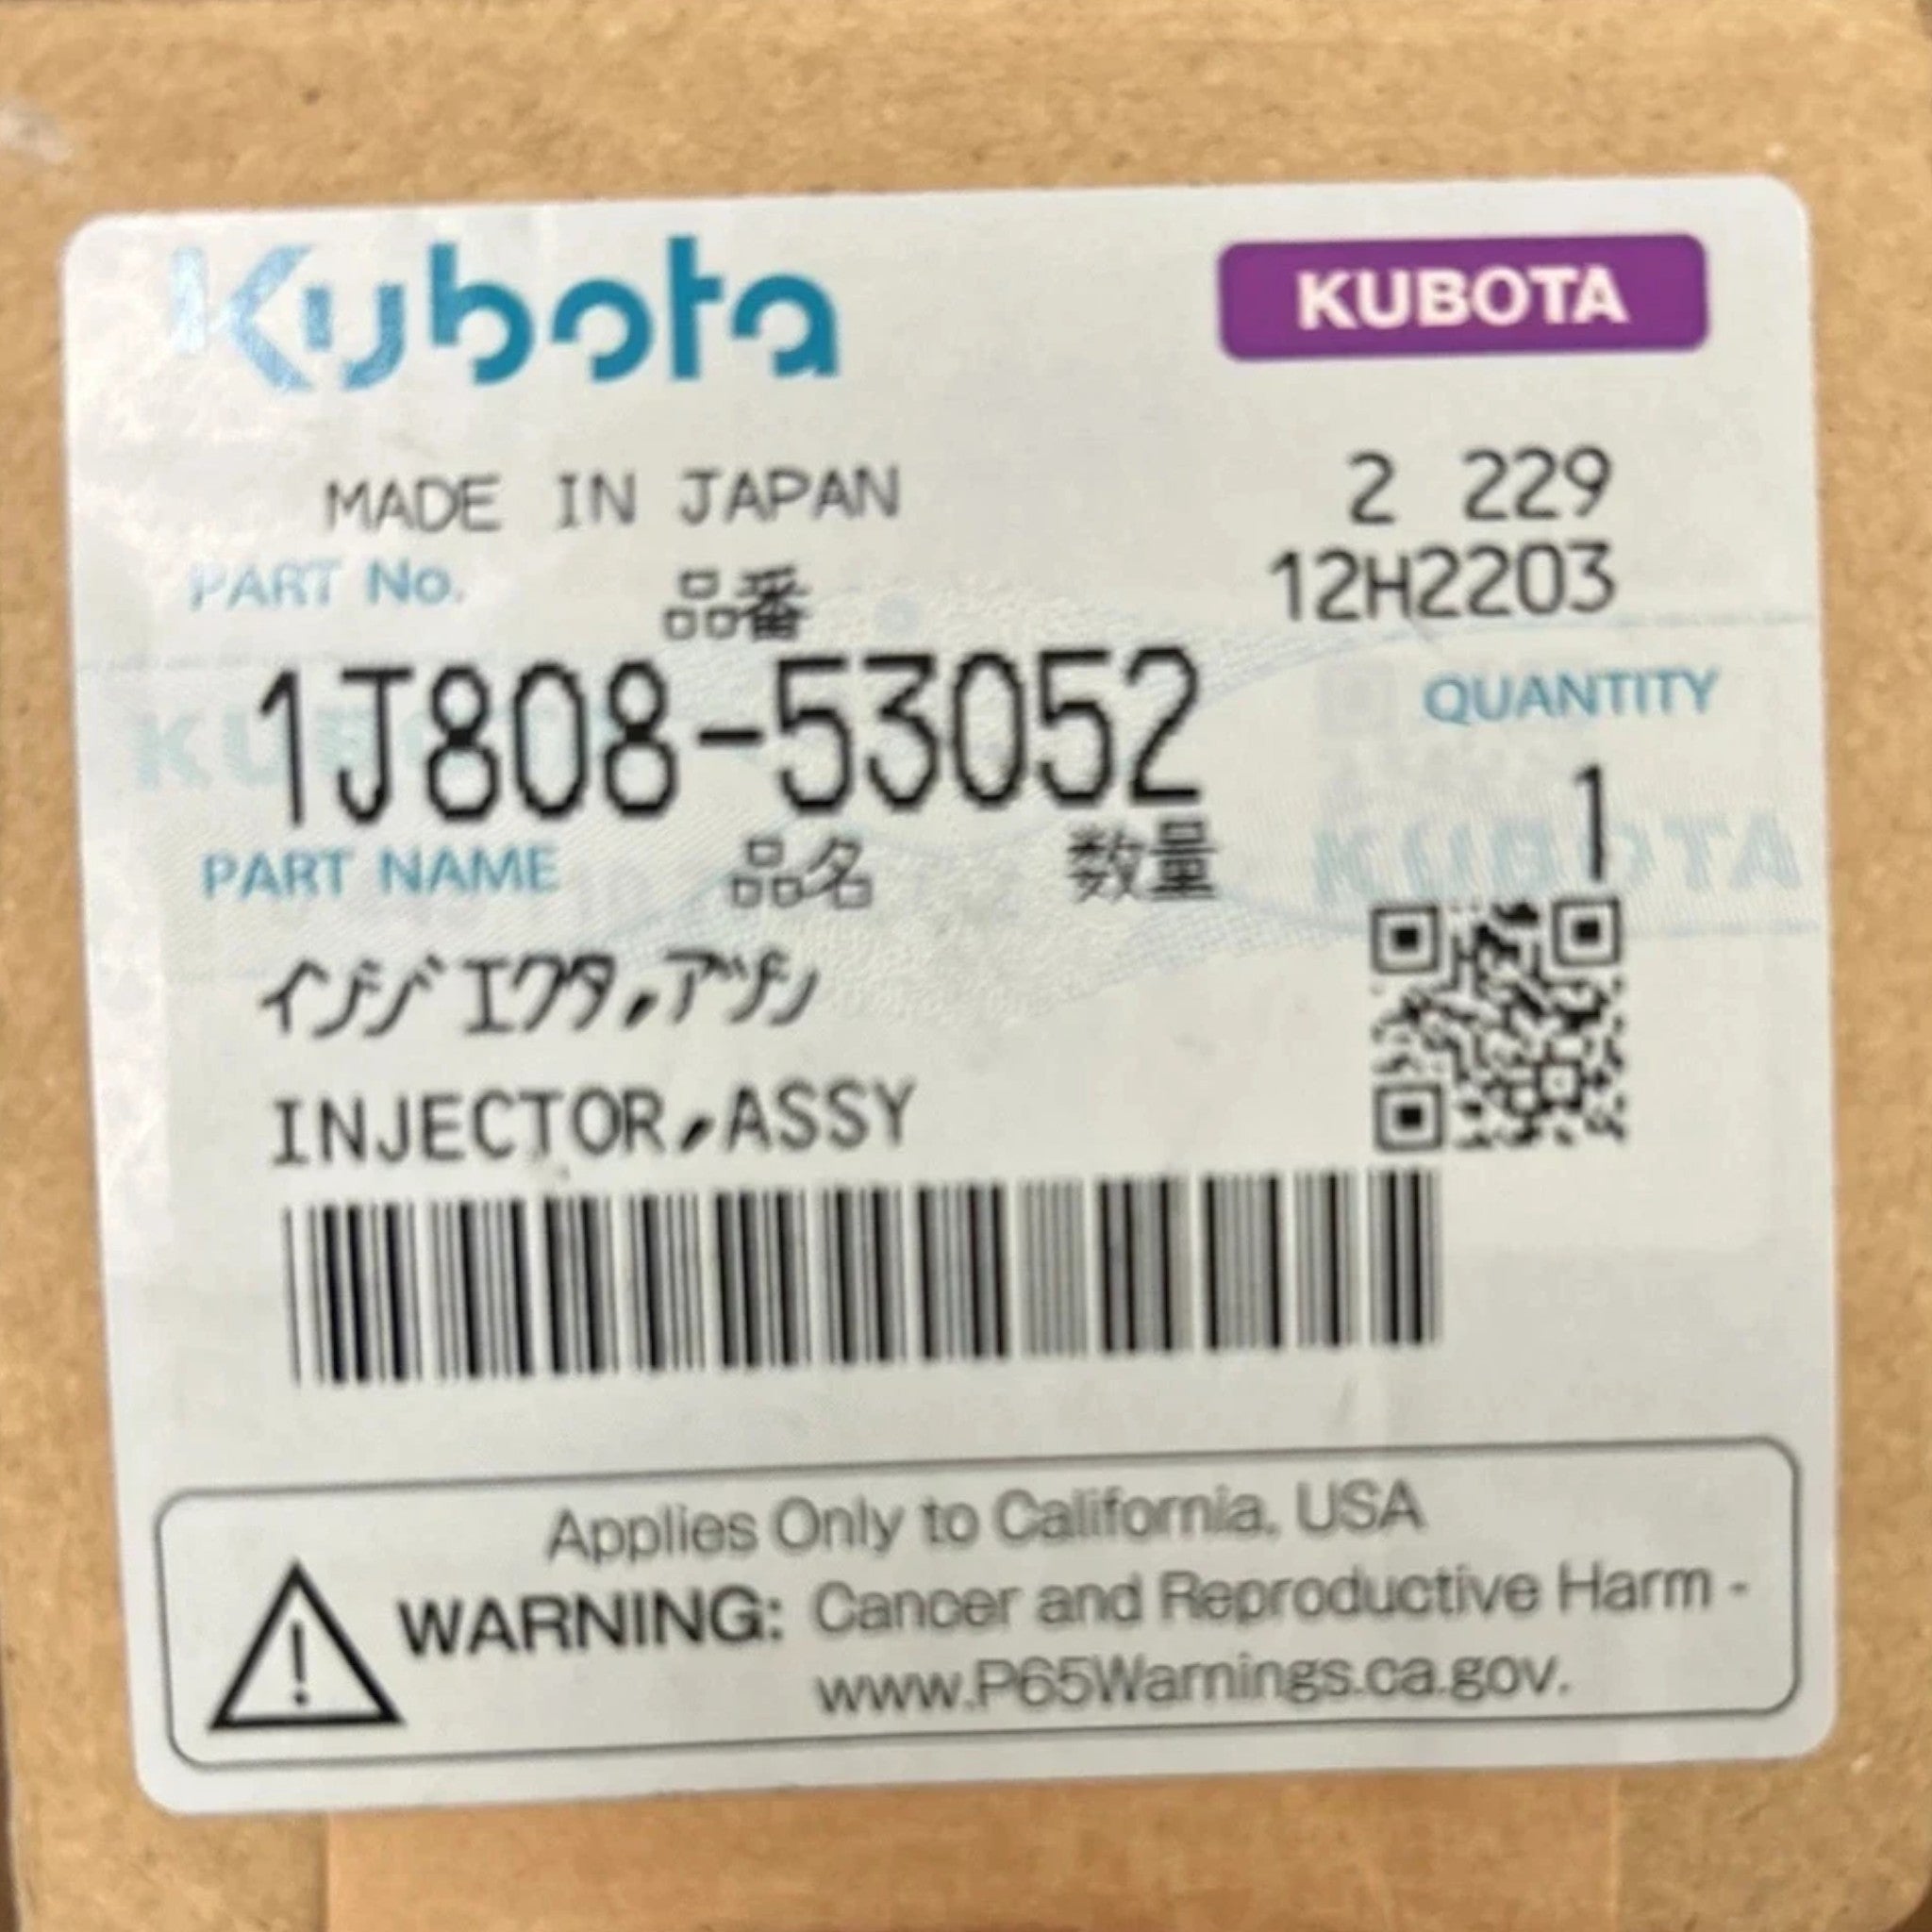 Kubota
KUBOTA
MADE IN JAPAN
2 229
PART No.
品番
12H2203
1J808-53052
QUANTITY
1
PART NAME
品名
数量
インジエクタ,アツシ
INJECTOR,ASSY
Applies Only to California, USA
WARNING: Cancer and Reproductive Harm -
www.P65Warnings.ca.gov.